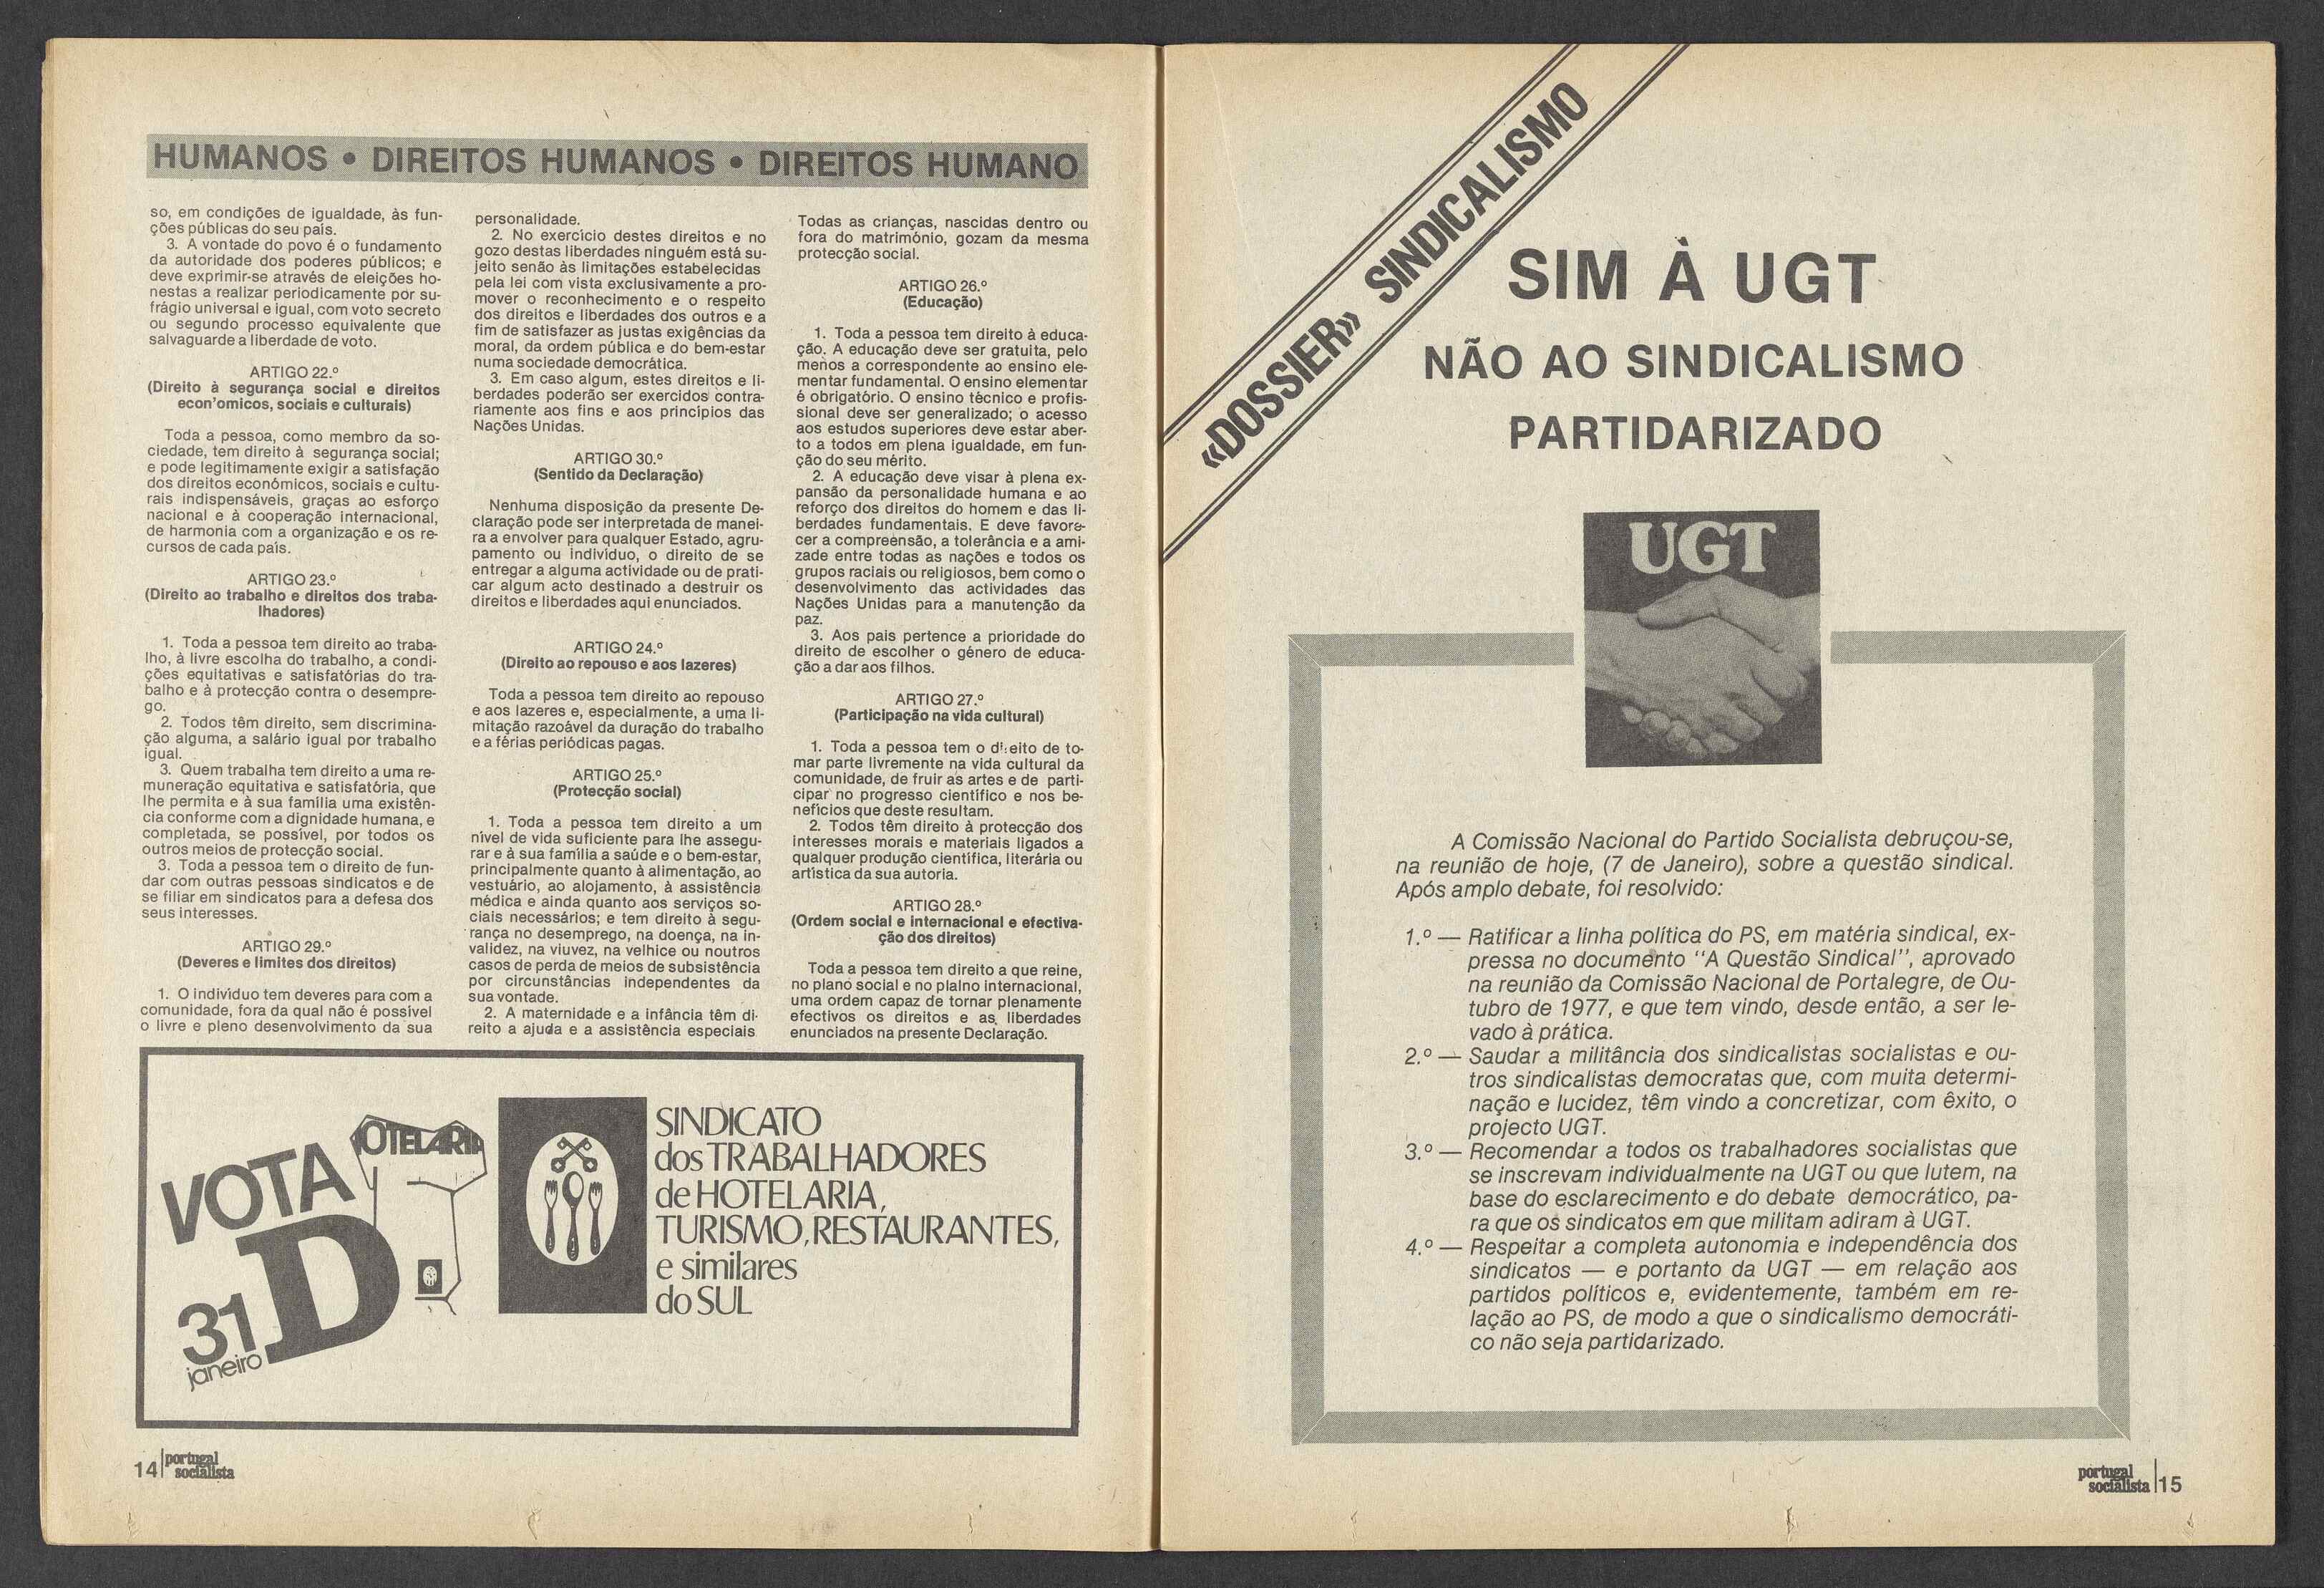 HUMANOS • DIREITOS HUMANOS • DIREITOS HUMANO
so, em condições de igualdade, às fun-
ções públicas do seu país.
3. A vontade do povo é o fundamento
da autoridade dos poderes públicos; e
deve exprimir-se através de eleições ho-
nestas a realizar periodicamente por su-
frágio universal e igual, com voto secreto
ou segundo processo equivalente que
salvaguarde a liberdade de voto.
ARTIGO 22.º
(Direito à segurança social e direitos
econ'omicos, sociais e culturais)
Toda a pessoa, como membro da so-
ciedade, tem direito à segurança social;
e pode legitimamente exigir a satisfação
dos direitos económicos, sociais e cultu-
rais indispensáveis, graças ao esforço
nacional e à cooperação internacional,
de harmonia com a organização e os re-
cursos de cada país.
ARTIGO 23.º
(Direito ao trabalho e direitos dos traba-
lhadores)
1. Toda a pessoa tem direito ao traba-
lho, à livre escolha do trabalho, a condi-
ções equitativas e satisfatórias do tra-
balho e à protecção contra o desempre-
go.
2. Todos têm direito, sem discrimina-
ção alguma, a salário igual por trabalho
igual.
3. Quem trabalha tem direito a uma re-
muneração equitativa e satisfatória, que
lhe permita e à sua família uma existên-
cia conforme com a dignidade humana, e
completada, se possível, por todos os
outros meios de protecção social.
3. Toda a pessoa tem o direito de fun-
dar com outras pessoas sindicatos e de
se filiar em sindicatos para a defesa dos
seus interesses.
ARTIGO 29.º
(Deveres e limites dos direitos)
1. O indivíduo tem deveres para com a
comunidade, fora da qual não é possível
o livre e pleno desenvolvimento da sua
personalidade.
2. No exercício destes direitos e no
gozo destas liberdades ninguém está su-
jeito senão às limitações estabelecidas
pela lei com vista exclusivamente a pro-
mover o reconhecimento e o respeito
dos direitos e liberdades dos outros e a
fim de satisfazer as justas exigências da
moral, da ordem pública e do bem-estar
numa sociedade democrática.
3. Em caso algum, estes direitos e li-
berdades poderão ser exercidos contra-
riamente aos fins e aos princípios das
Nações Unidas.
ARTIGO 30.º
(Sentido da Declaração)
Nenhuma disposição da presente De-
claração pode ser interpretada de manei-
ra a envolver para qualquer Estado, agru-
pamento ou indivíduo, o direito de se
entregar a alguma actividade ou de prati-
car algum acto destinado a destruir os
direitos e liberdades aqui enunciados.
ARTIGO 24.º
(Direito ao repouso e aos lazeres)
Toda a pessoa tem direito ao repouso
e aos lazeres e, especialmente, a uma li-
mitação razoável da duração do trabalho
e a férias periódicas pagas.
ARTIGO 25.º
(Protecção social)
1. Toda a pessoa tem direito a um
nível de vida suficiente para lhe assegu-
rar e à sua família a saúde e o bem-estar,
principalmente quanto à alimentação, ao
vestuário, ao alojamento, à assistência
médica e ainda quanto aos serviços so-
ciais necessários; e tem direito à segu-
rança no desemprego, na doença, na in-
validez, na viuvez, na velhice ou noutros
casos de perda de meios de subsistência
por circunstâncias independentes da
sua vontade.
2. A maternidade e a infância têm di-
reito a ajuda e a assistência especiais
Todas as crianças, nascidas dentro ou
fora do matrimónio, gozam da mesma
protecção social.
ARTIGO 26.º
(Educação)
1. Toda a pessoa tem direito à educa-
ção. A educação deve ser gratuita, pelo
menos a correspondente ao ensino ele-
mentar fundamental. O ensino elementar
é obrigatório. O ensino técnico e profis-
sional deve ser generalizado; o acesso
aos estudos superiores deve estar aber-
to a todos em plena igualdade, em fun-
ção do seu mérito.
2. A educação deve visar à plena ex-
pansão da personalidade humana e ao
reforço dos direitos do homem e das li-
berdades fundamentais. E deve favore-
cer a compreensão, a tolerância e a ami-
zade entre todas as nações e todos os
grupos raciais ou religiosos, bem como o
desenvolvimento das actividades das
Nações Unidas para a manutenção da
paz.
3. Aos pais pertence a prioridade do
direito de escolher o género de educa-
ção a dar aos filhos.
ARTIGO 27.º
(Participação na vida cultural)
1. Toda a pessoa tem o direito de to-
mar parte livremente na vida cultural da
comunidade, de fruir as artes e de parti-
cipar no progresso científico e nos be-
nefícios que deste resultam.
2. Todos têm direito à protecção dos
interesses morais e materiais ligados a
qualquer produção científica, literária ou
artística da sua autoria.
ARTIGO 28.º
(Ordem social e internacional e efectiva-
ção dos direitos)
Toda a pessoa tem direito a que reine,
no plano social e no plalno internacional,
uma ordem capaz de tornar plenamente
efectivos os direitos e as liberdades
enunciados na presente Declaração.
VOTA
D
31
janeiro
HOTELARIA
SINDICATO
dos TRABALHADORES
de HOTELARIA,
TURISMO, RESTAURANTES,
e similares
do SUL
14 portugal
socialista
«DOSSIER» SINDICALISMO
SIM À UGT
NÃO AO SINDICALISMO
PARTIDARIZADO
UGT
A Comissão Nacional do Partido Socialista debruçou-se,
na reunião de hoje, (7 de Janeiro), sobre a questão sindical.
Após amplo debate, foi resolvido:
1.º — Ratificar a linha política do PS, em matéria sindical, ex-
pressa no documento "A Questão Sindical", aprovado
na reunião da Comissão Nacional de Portalegre, de Ou-
tubro de 1977, e que tem vindo, desde então, a ser le-
vado à prática.
2.º — Saudar a militância dos sindicalistas socialistas e ou-
tros sindicalistas democratas que, com muita determi-
nação e lucidez, têm vindo a concretizar, com êxito, o
projecto UGT.
3.º — Recomendar a todos os trabalhadores socialistas que
se inscrevam individualmente na UGT ou que lutem, na
base do esclarecimento e do debate democrático, pa-
ra que os sindicatos em que militam adiram à UGT.
4.º — Respeitar a completa autonomia e independência dos
sindicatos — e portanto da UGT — em relação aos
partidos políticos e, evidentemente, também em re-
lação ao PS, de modo a que o sindicalismo democráti-
co não seja partidarizado.
portugal
socialista 15